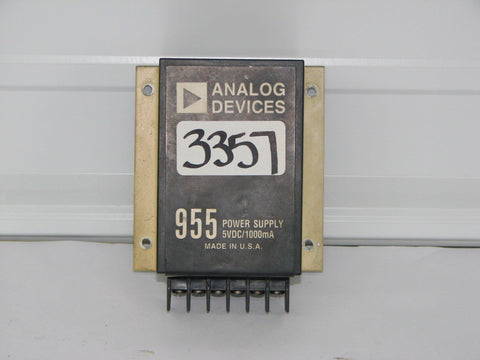 ANALOG
DEVICES
3357
955 POWER SUPPLY
5VDC/1000mA
MADE IN U.S.A.